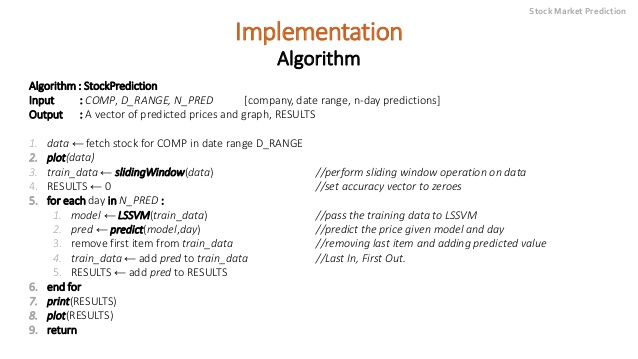 Stock Market Prediction
Implementation
Algorithm
Algorithm : StockPrediction
Input : COMP, D_RANGE, N_PRED [company, date range, n-day predictions]
Output : A vector of predicted prices and graph, RESULTS
1. data ← fetch stock for COMP in date range D_RANGE
2. plot(data)
3. train_data ← slidingWindow(data) //perform sliding window operation on data
4. RESULTS ← 0 //set accuracy vector to zeroes
5. for each day in N_PRED :
1. model ← LSSVM(train_data) //pass the training data to LSSVM
2. pred ← predict(model,day) //predict the price given model and day
3. remove first item from train_data //removing last item and adding predicted value
4. train_data ← add pred to train_data //Last In, First Out.
5. RESULTS ← add pred to RESULTS
6. end for
7. print(RESULTS)
8. plot(RESULTS)
9. return